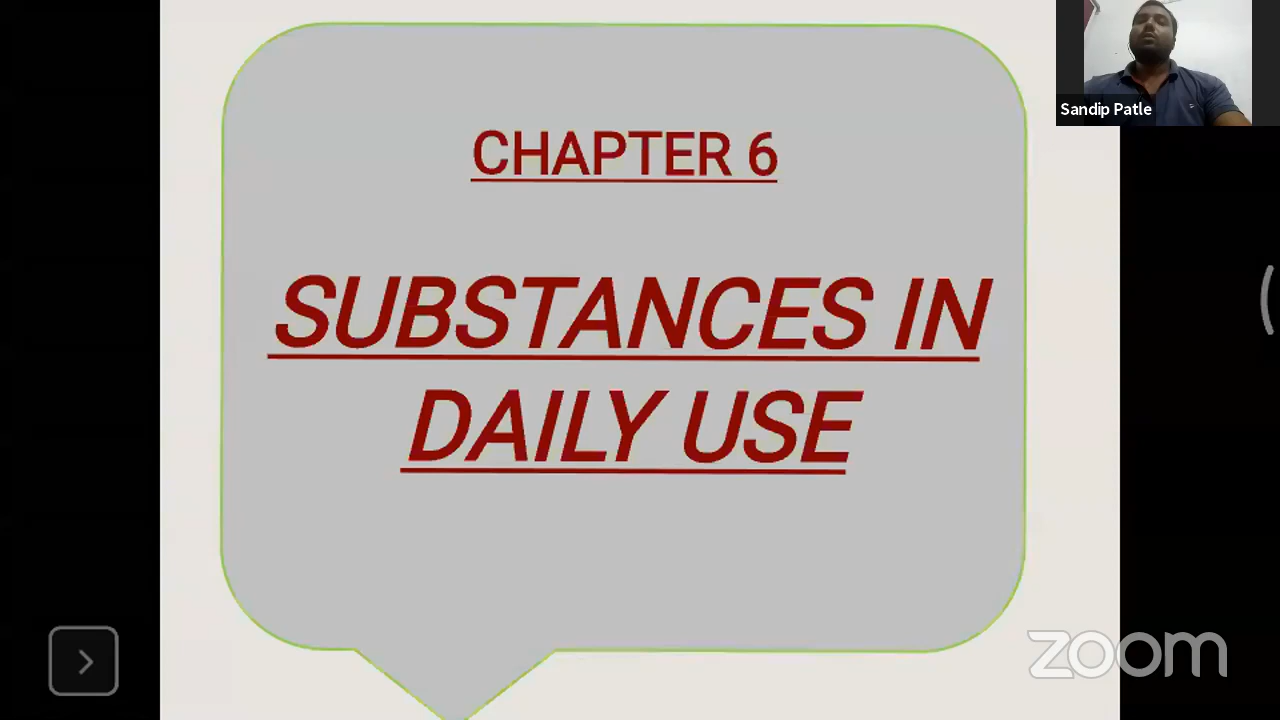 CHAPTER 6
SUBSTANCES IN
DAILY USE
Sandip Patle
zoom